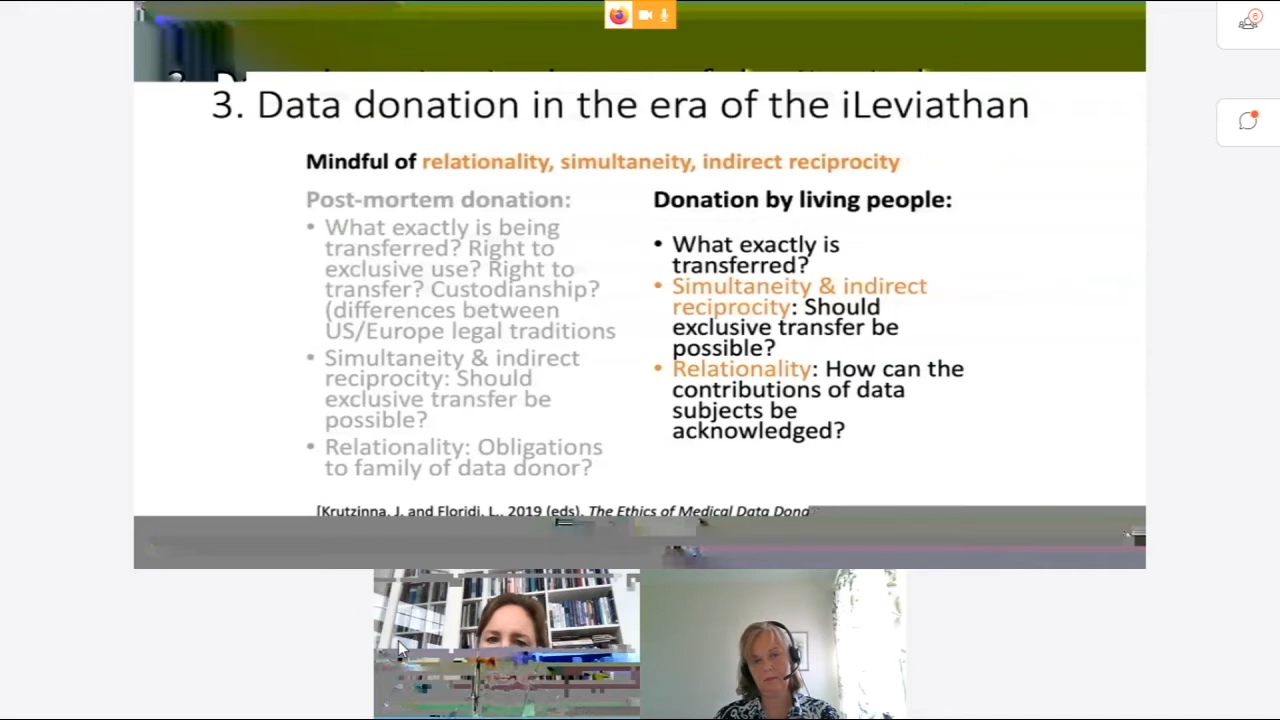 3. Data donation in the era of the iLeviathan
Mindful of relationality, simultaneity, indirect reciprocity
Post-mortem donation:
• What exactly is being
transferred? Right to
exclusive use? Right to
transfer? Custodianship?
(differences between
US/Europe legal traditions
• Simultaneity & indirect
reciprocity: Should
exclusive transfer be
possible?
• Relationality: Obligations
to family of data donor?
Donation by living people:
• What exactly is
transferred?
• Simultaneity & indirect
reciprocity: Should
exclusive transfer be
possible?
• Relationality: How can the
contributions of data
subjects be
acknowledged?
[Krutzinna, J. and Floridi, L., 2019 (eds). The Ethics of Medical Data Dona
6